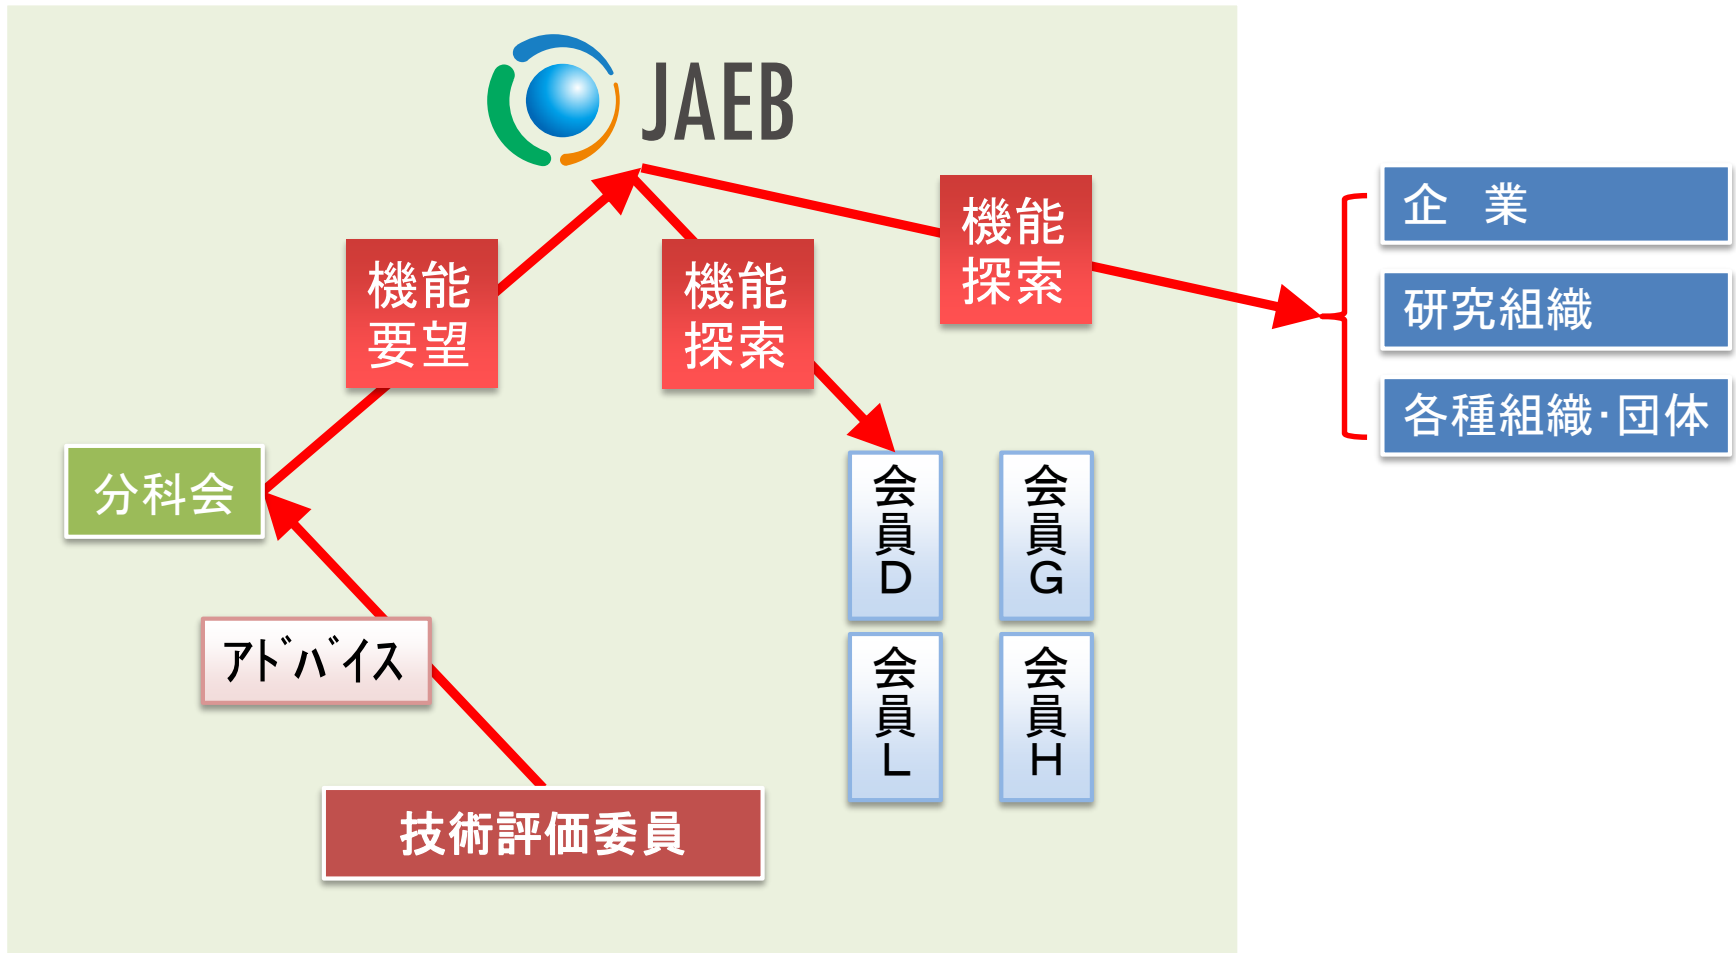 JAEB
機能
要望
機能
探索
機能
探索
企　業
研究組織
各種組織･団体
分科会
会員D
会員G
会員L
会員H
ｱﾄﾞﾊﾞｲｽ
技術評価委員